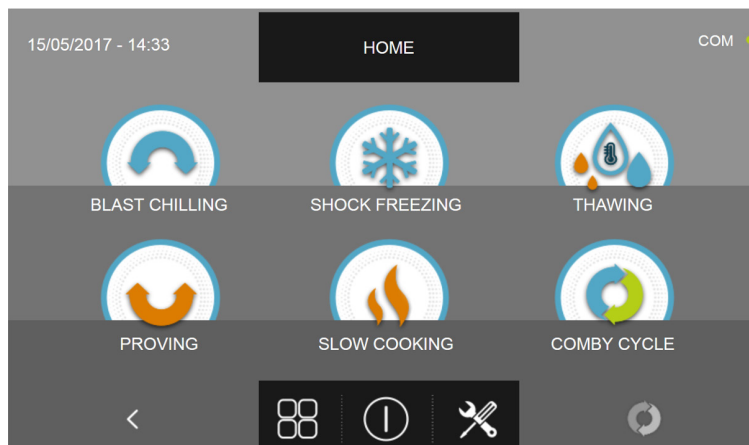 15/05/2017 - 14:33
HOME
COM
BLAST CHILLING
SHOCK FREEZING
THAWING
PROVING
SLOW COOKING
COMBY CYCLE